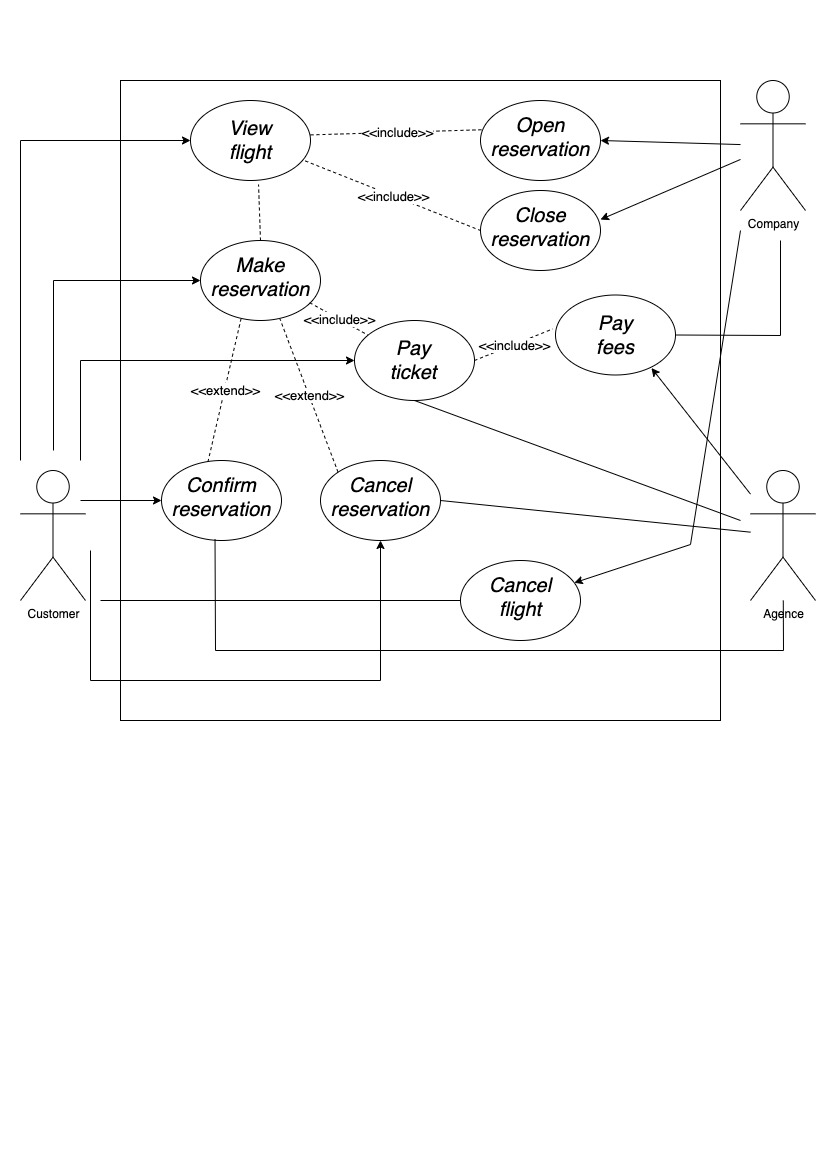 View
flight
<<include>>
Open
reservation
<<include>>
Close
reservation
Company
Make
reservation
<<include>>
Pay
ticket
<<include>>
Pay
fees
<<extend>>
<<extend>>
Confirm
reservation
Cancel
reservation
Customer
Cancel
flight
Agence